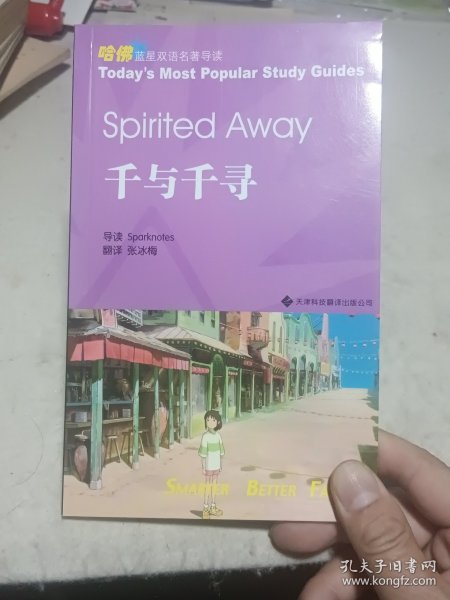 哈佛蓝星双语名著导读
Today's Most Popular Study Guides
Spirited Away
千与千寻
导读 Sparknotes
翻译 张冰梅
天津科技翻译出版公司
SMARTER BETTER FA
孔夫子旧书网
www.kongfz.com